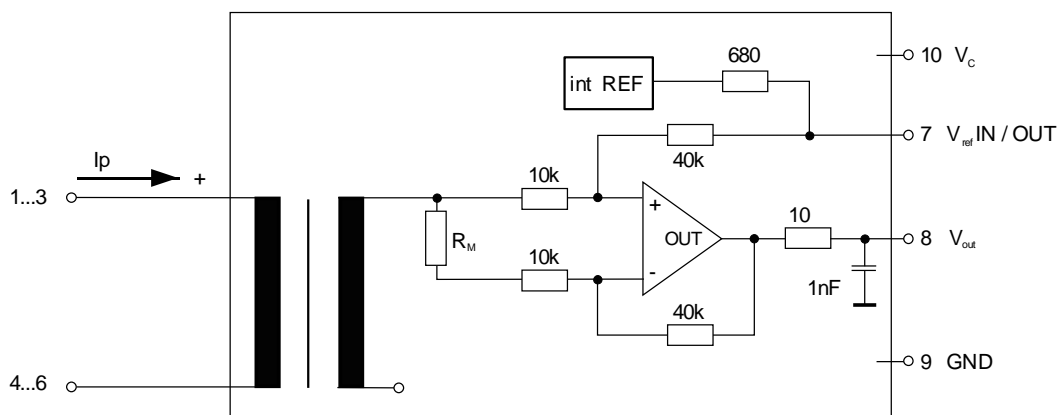 10 V_C
680
int REF
7 V_ref IN / OUT
40k
Ip
+
10k
1...3
+
10
OUT
8 V_out
R_M
10k
-
1nF
40k
9 GND
4...6